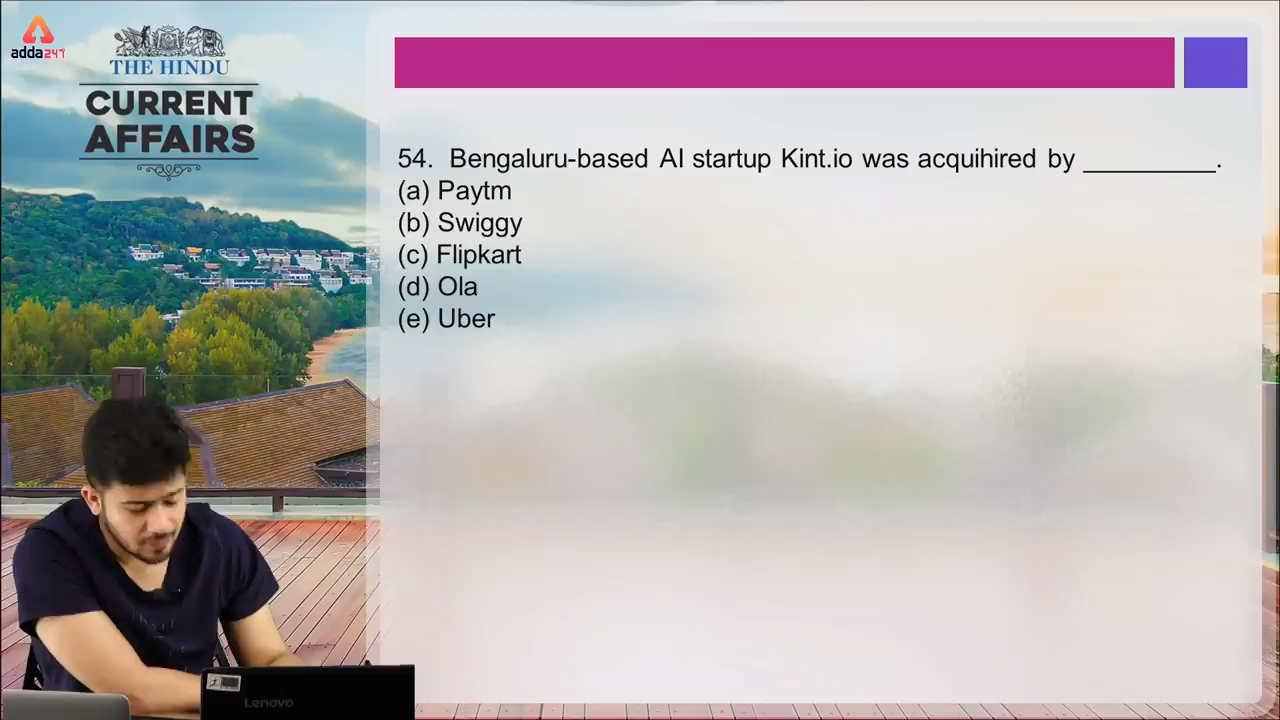 adda247
THE HINDU
CURRENT
AFFAIRS
54. Bengaluru-based AI startup Kint.io was acquihired by __________.
(a) Paytm
(b) Swiggy
(c) Flipkart
(d) Ola
(e) Uber
Lenovo